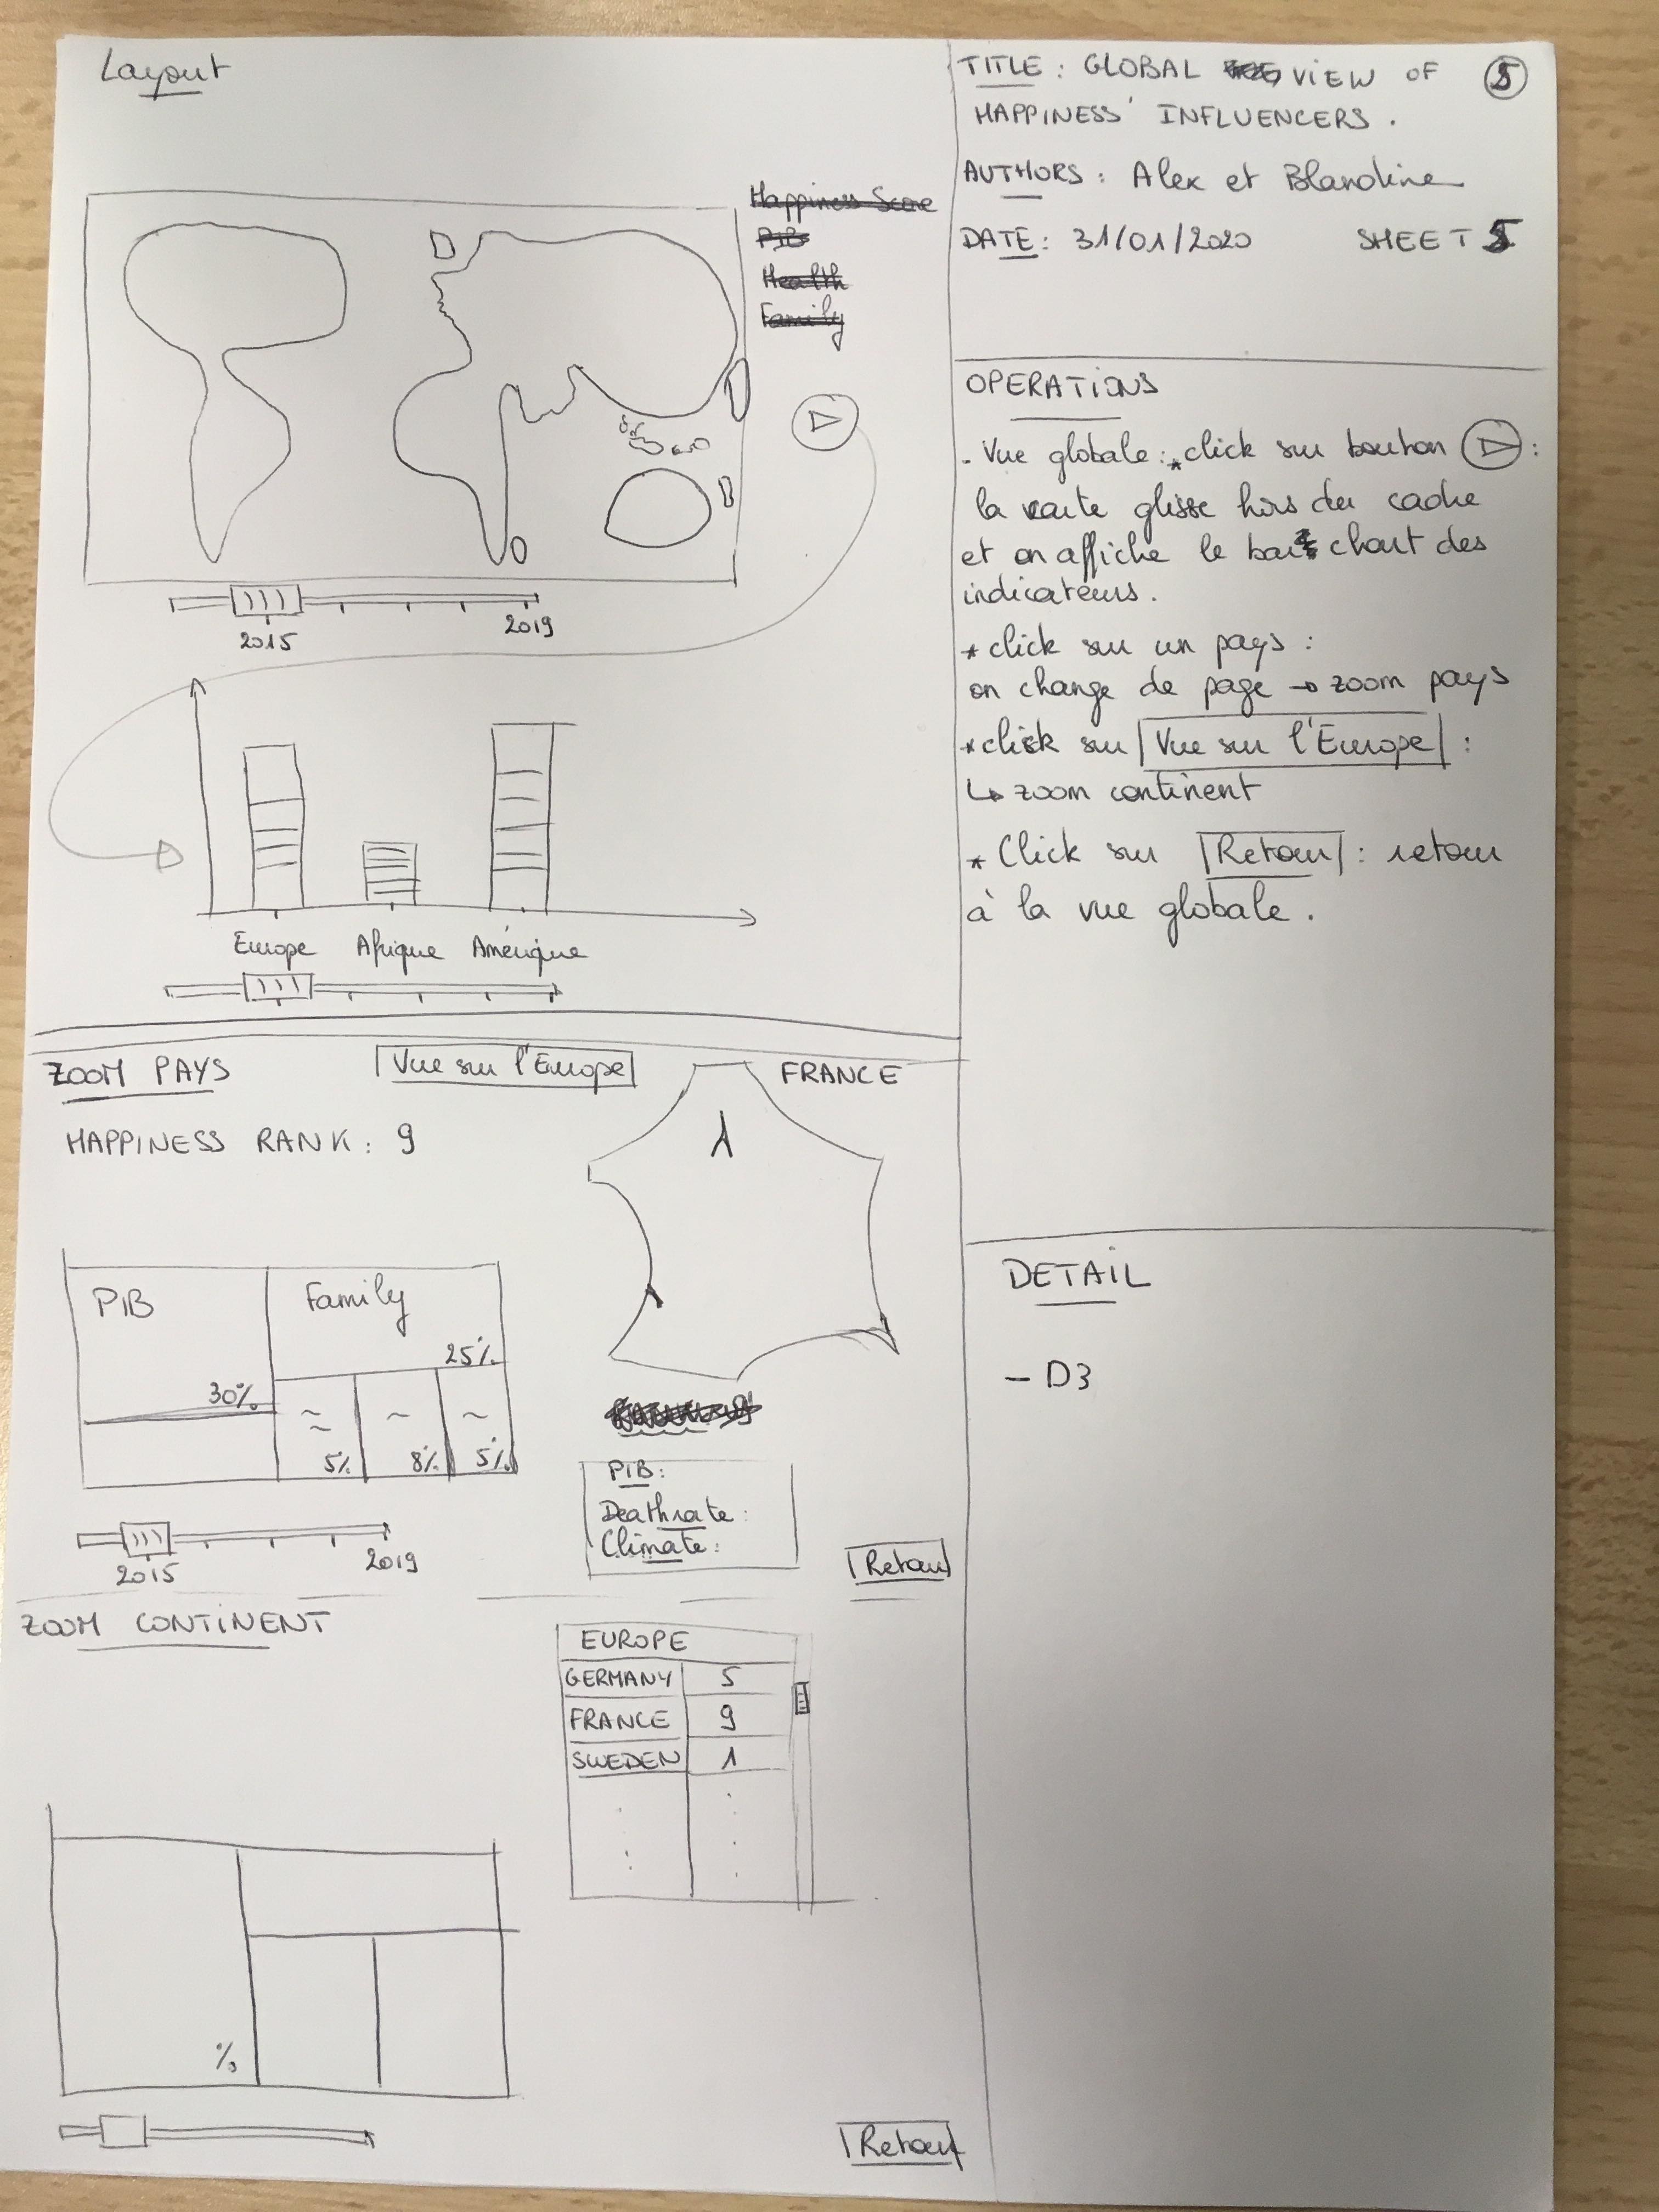 Layout
Happiness Score
PIB
Health
Family
2015
2019
Europe Afrique Amérique
TITLE : GLOBAL VIEW OF 5
HAPPINESS' INFLUENCERS.
AUTHORS : Alex et Blandine
DATE : 31/01/2020 SHEET 5
OPERATIONS
- Vue globale : * click sur bouton :
la carte glisse hors du cadre
et on affiche le bar chart des
indicateurs.
* click sur un pays :
on change de page → zoom pays
* click sur Vue sur l'Europe :
↳ zoom continent
* Click sur Retour : retour
à la vue globale.
DETAIL
- D3
ZOOM PAYS
Vue sur l'Europe
FRANCE
HAPPINESS RANK : 9
PIB
30%
Family
25%
5%
8%
5%
2015
2019
PIB :
Deathrate :
Climate :
Retour
ZOOM CONTINENT
EUROPE
GERMANY 5
FRANCE 9
SWEDEN 1
%
Retour